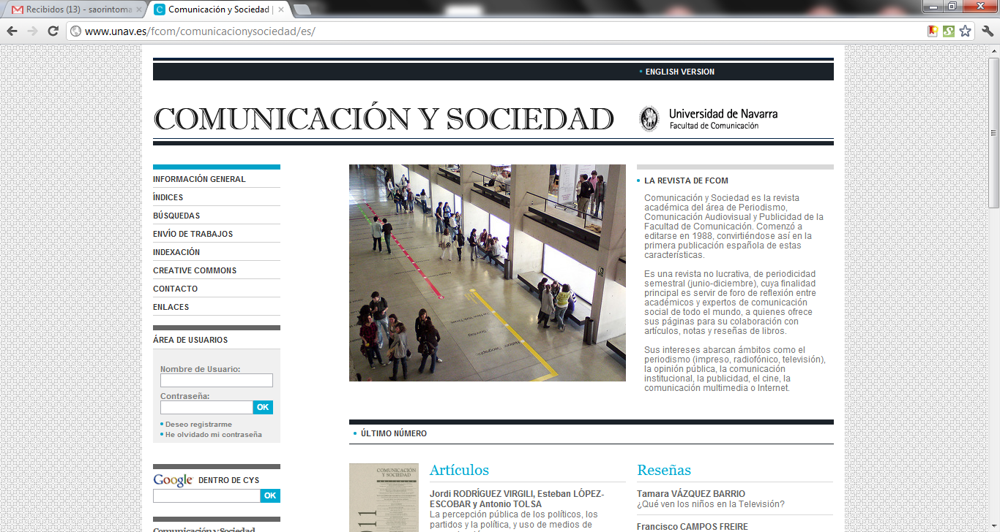 Recibidos (13) - saorintoma
Comunicación y Sociedad |
www.unav.es/fcom/comunicacionysociedad/es/
ENGLISH VERSION
COMUNICACIÓN Y SOCIEDAD
Universidad de Navarra
Facultad de Comunicación
INFORMACIÓN GENERAL
ÍNDICES
BÚSQUEDAS
ENVÍO DE TRABAJOS
INDEXACIÓN
CREATIVE COMMONS
CONTACTO
ENLACES
ÁREA DE USUARIOS
Nombre de Usuario:
Contraseña:
OK
Deseo registrarme
He olvidado mi contraseña
Google DENTRO DE CYS
OK
Comunicación y Sociedad
LA REVISTA DE FCOM
Comunicación y Sociedad es la revista
académica del área de Periodismo,
Comunicación Audiovisual y Publicidad de la
Facultad de Comunicación. Comenzó a
editarse en 1988, convirtiéndose así en la
primera publicación española de estas
características.
Es una revista no lucrativa, de periodicidad
semestral (junio-diciembre), cuya finalidad
principal es servir de foro de reflexión entre
académicos y expertos de comunicación
social de todo el mundo, a quienes ofrece
sus páginas para su colaboración con
artículos, notas y reseñas de libros.
Sus intereses abarcan ámbitos como el
periodismo (impreso, radiofónico, televisión),
la opinión pública, la comunicación
institucional, la publicidad, el cine, la
comunicación multimedia o Internet.
ÚLTIMO NÚMERO
COMUNICACIÓN
Y SOCIEDAD
Artículos
Jordi RODRÍGUEZ VIRGILI, Esteban LÓPEZ-
ESCOBAR y Antonio TOLSA
La percepción pública de los políticos, los
partidos y la política, y uso de medios de
Reseñas
Tamara VÁZQUEZ BARRIO
¿Qué ven los niños en la Televisión?
Francisco CAMPOS FREIRE